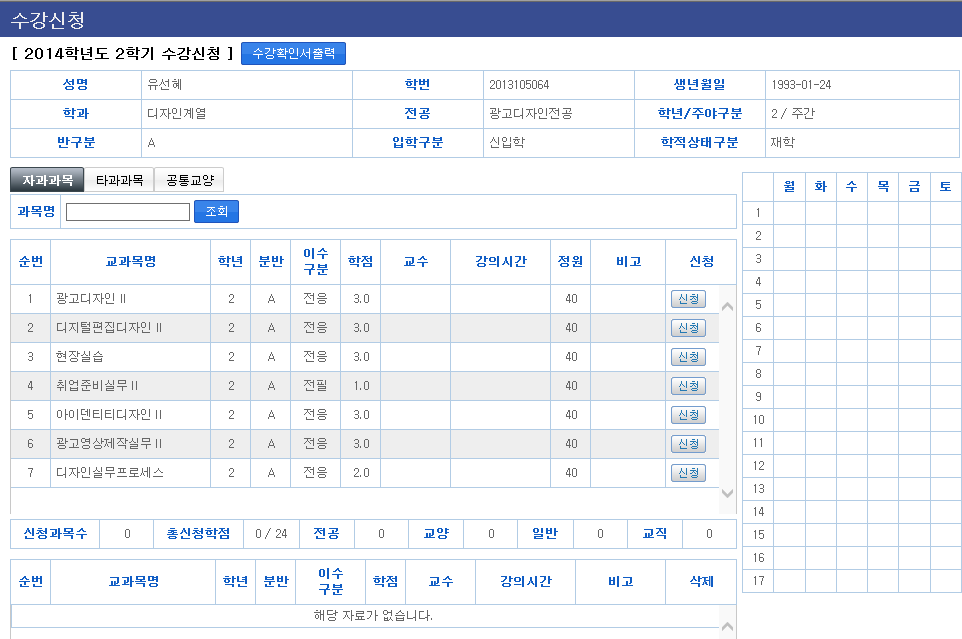 수강신청
[ 2014학년도 2학기 수강신청 ] 수강확인서출력
성명 유선혜 학번 2013105064 생년월일 1993-01-24
학과 디자인계열 전공 광고디자인전공 학년/주야구분 2 / 주간
반구분 A 입학구분 신입학 학적상태구분 재학
자과과목 타과과목 공통교양
과목명 조회
순번 교과목명 학년 분반 이수구분 학점 교수 강의시간 정원 비고 신청
1 광고디자인Ⅱ 2 A 전응 3.0 40 신청
2 디지털편집디자인Ⅱ 2 A 전응 3.0 40 신청
3 현장실습 2 A 전응 3.0 40 신청
4 취업준비실무Ⅱ 2 A 전필 1.0 40 신청
5 아이덴티티디자인Ⅱ 2 A 전응 3.0 40 신청
6 광고영상제작실무Ⅱ 2 A 전응 3.0 40 신청
7 디자인실무프로세스 2 A 전응 2.0 40 신청
신청과목수 0 총신청학점 0 / 24 전공 0 교양 0 일반 0 교직 0
순번 교과목명 학년 분반 이수구분 학점 교수 강의시간 비고 삭제
해당 자료가 없습니다.
월 화 수 목 금 토
1
2
3
4
5
6
7
8
9
10
11
12
13
14
15
16
17